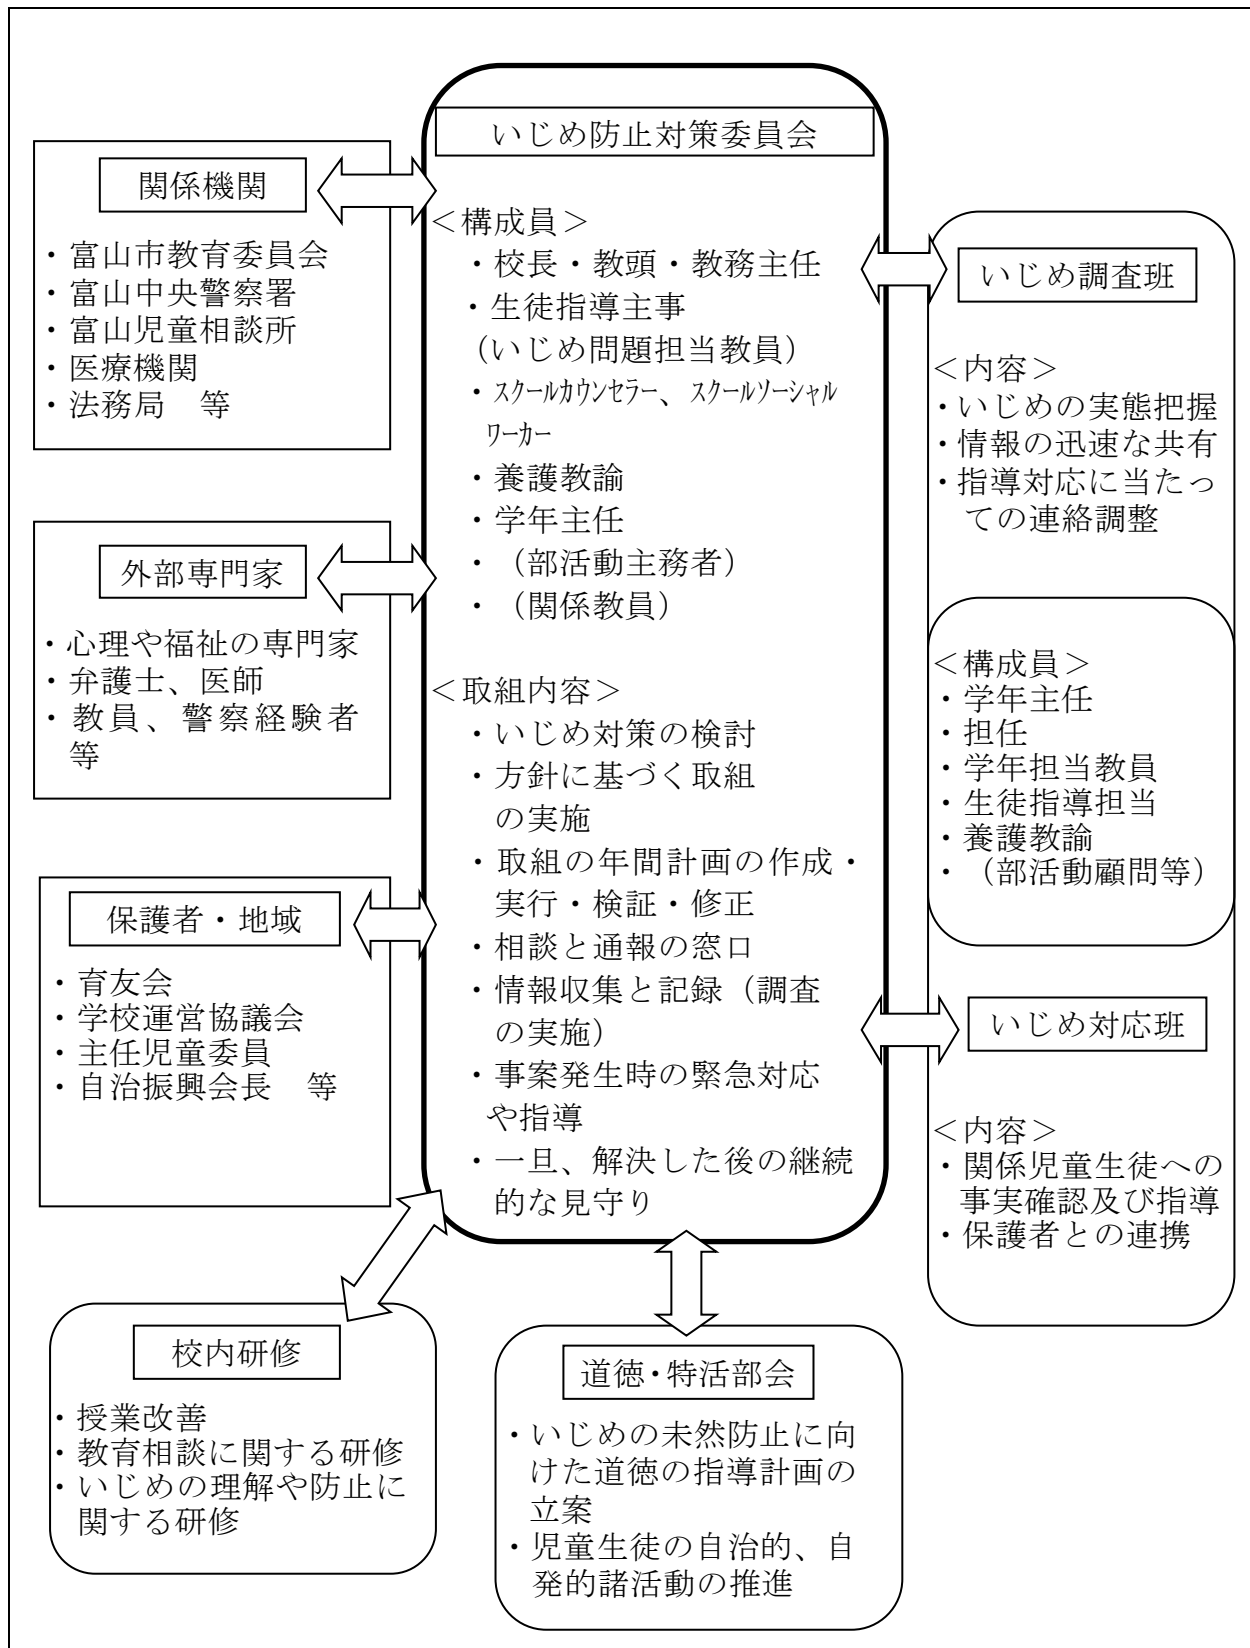 いじめ防止対策委員会
＜構成員＞
・校長・教頭・教務主任
・生徒指導主事
（いじめ問題担当教員）
・スクールカウンセラー、スクールソーシャル
ワーカー
・養護教諭
・学年主任
・（部活動主務者）
・（関係教員）
＜取組内容＞
・いじめ対策の検討
・方針に基づく取組
の実施
・取組の年間計画の作成・
実行・検証・修正
・相談と通報の窓口
・情報収集と記録（調査
の実施）
・事案発生時の緊急対応
や指導
・一旦、解決した後の継続
的な見守り
関係機関
・富山市教育委員会
・富山中央警察署
・富山児童相談所
・医療機関
・法務局　等
外部専門家
・心理や福祉の専門家
・弁護士、医師
・教員、警察経験者
等
保護者・地域
・育友会
・学校運営協議会
・主任児童委員
・自治振興会長　等
いじめ調査班
＜内容＞
・いじめの実態把握
・情報の迅速な共有
・指導対応に当たっ
ての連絡調整
＜構成員＞
・学年主任
・担任
・学年担当教員
・生徒指導担当
・養護教諭
・（部活動顧問等）
いじめ対応班
＜内容＞
・関係児童生徒への
事実確認及び指導
・保護者との連携
校内研修
・授業改善
・教育相談に関する研修
・いじめの理解や防止に
関する研修
道徳・特活部会
・いじめの未然防止に向
けた道徳の指導計画の
立案
・児童生徒の自治的、自
発的諸活動の推進